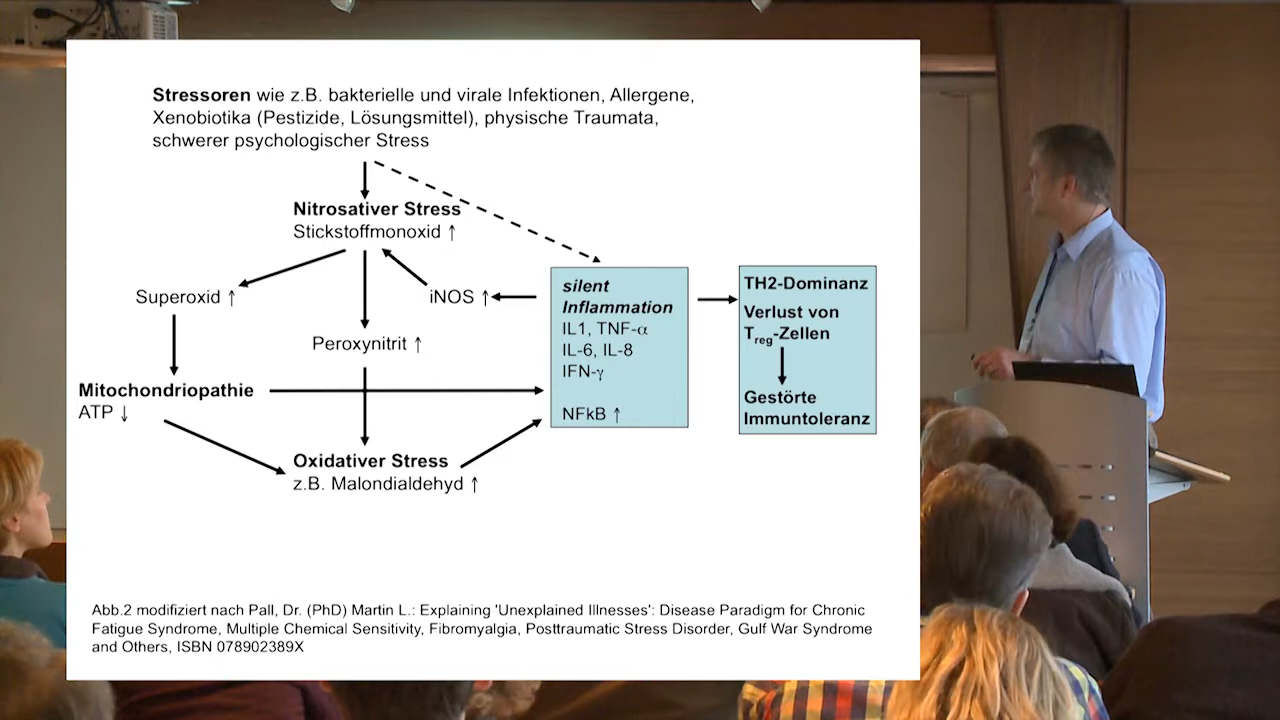 Stressoren wie z.B. bakterielle und virale Infektionen, Allergene,
Xenobiotika (Pestizide, Lösungsmittel), physische Traumata,
schwerer psychologischer Stress
Nitrosativer Stress
Stickstoffmonoxid ↑
Superoxid ↑
iNOS ↑
Peroxynitrit ↑
Mitochondriopathie
ATP ↓
Oxidativer Stress
z.B. Malondialdehyd ↑
silent
Inflammation
IL1, TNF-α
IL-6, IL-8
IFN-γ
NFkB ↑
TH2-Dominanz
Verlust von
Treg-Zellen
Gestörte
Immuntoleranz
Abb.2 modifiziert nach Pall, Dr. (PhD) Martin L.: Explaining 'Unexplained Illnesses': Disease Paradigm for Chronic
Fatigue Syndrome, Multiple Chemical Sensitivity, Fibromyalgia, Posttraumatic Stress Disorder, Gulf War Syndrome
and Others, ISBN 078902389X